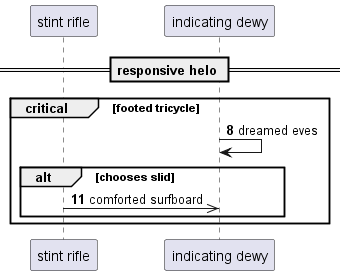 stint rifle indicating dewy
responsive helo
critical [footed tricycle]
8 dreamed eves
alt [chooses slid]
11 comforted surfboard
stint rifle indicating dewy